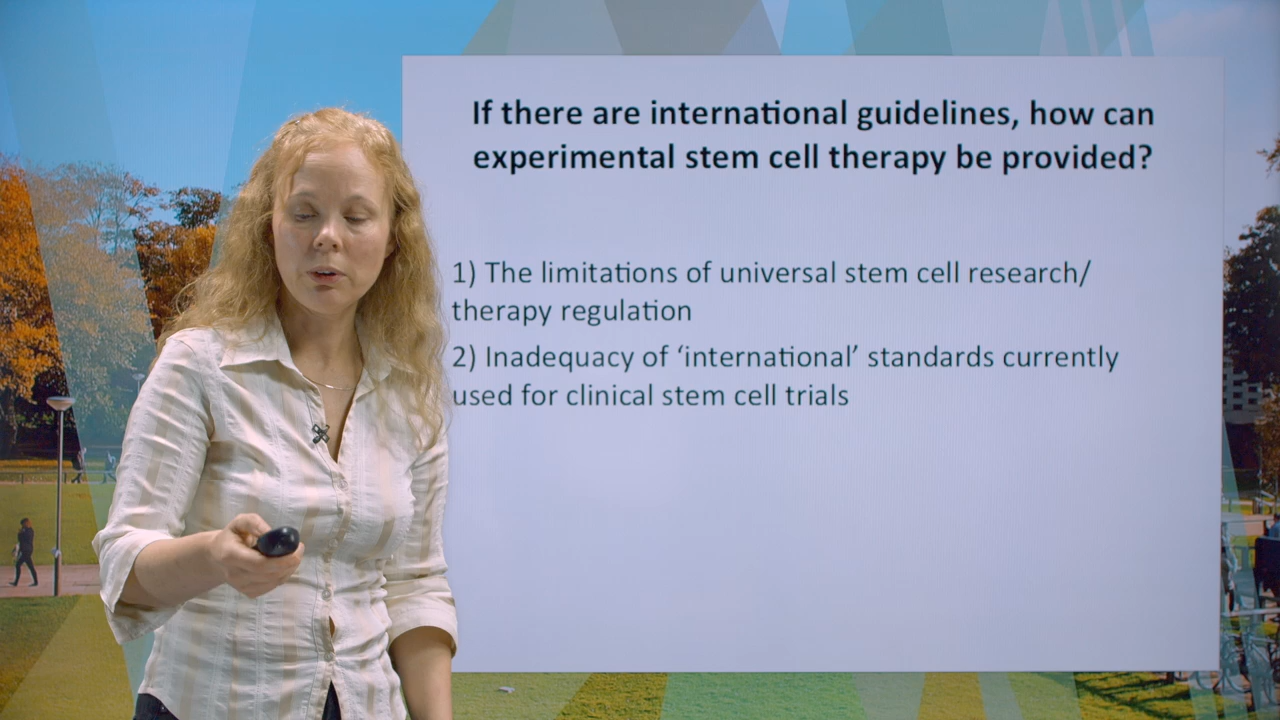 If there are international guidelines, how can
experimental stem cell therapy be provided?
1) The limitations of universal stem cell research/
therapy regulation
2) Inadequacy of ‘international’ standards currently
used for clinical stem cell trials